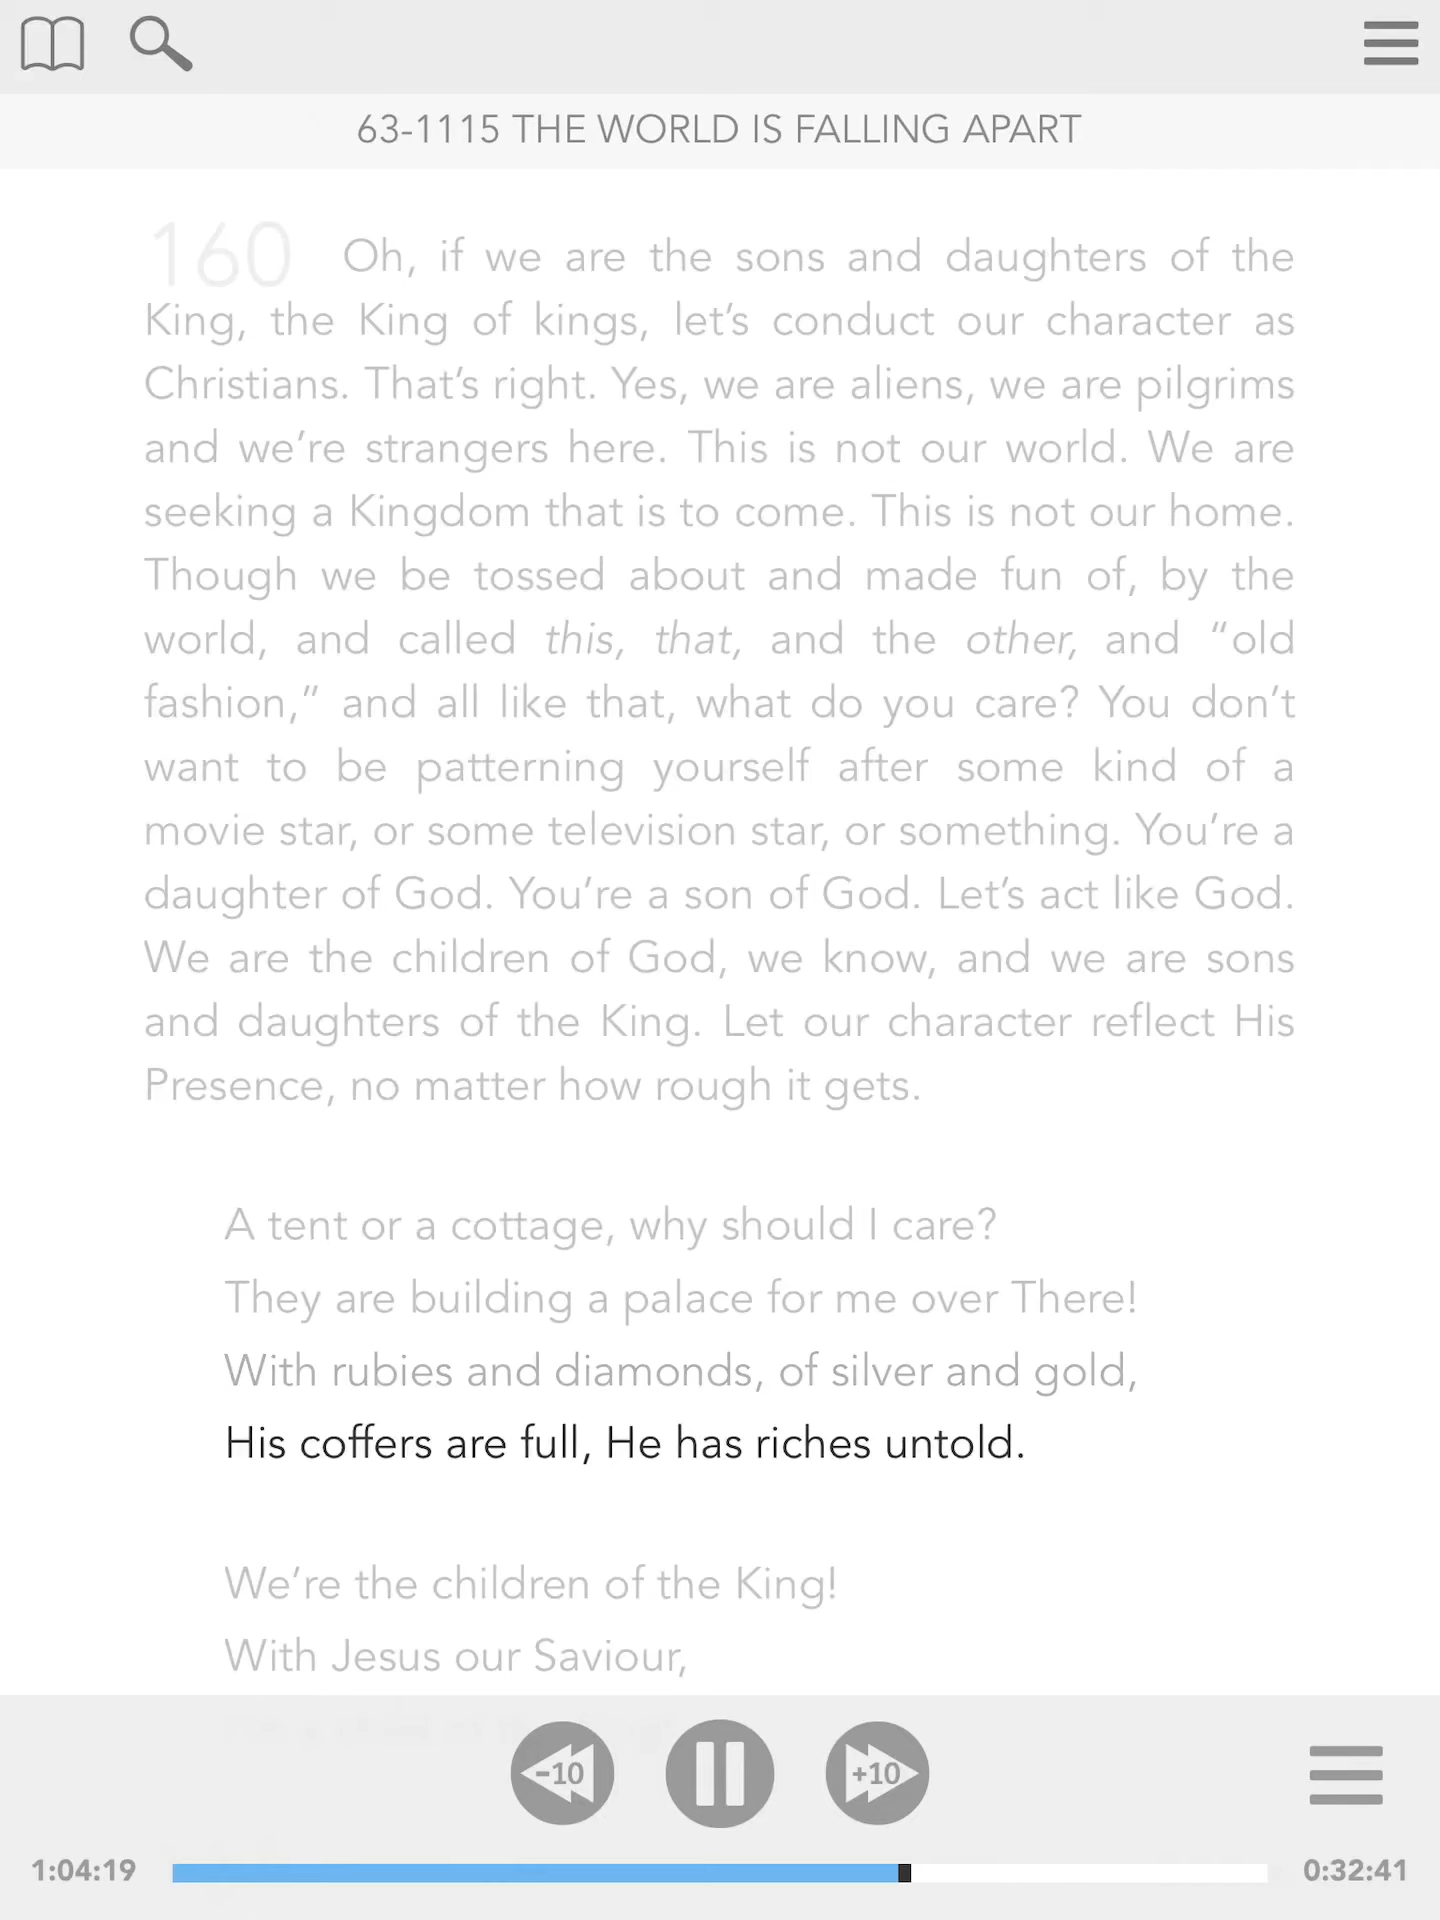 63-1115 THE WORLD IS FALLING APART
160 Oh, if we are the sons and daughters of the
King, the King of kings, let’s conduct our character as
Christians. That’s right. Yes, we are aliens, we are pilgrims
and we’re strangers here. This is not our world. We are
seeking a Kingdom that is to come. This is not our home.
Though we be tossed about and made fun of, by the
world, and called this, that, and the other, and “old
fashion,” and all like that, what do you care? You don’t
want to be patterning yourself after some kind of a
movie star, or some television star, or something. You’re a
daughter of God. You’re a son of God. Let’s act like God.
We are the children of God, we know, and we are sons
and daughters of the King. Let our character reflect His
Presence, no matter how rough it gets.
A tent or a cottage, why should I care?
They are building a palace for me over There!
With rubies and diamonds, of silver and gold,
His coffers are full, He has riches untold.
We’re the children of the King!
With Jesus our Saviour,
-10 +10
1:04:19 0:32:41